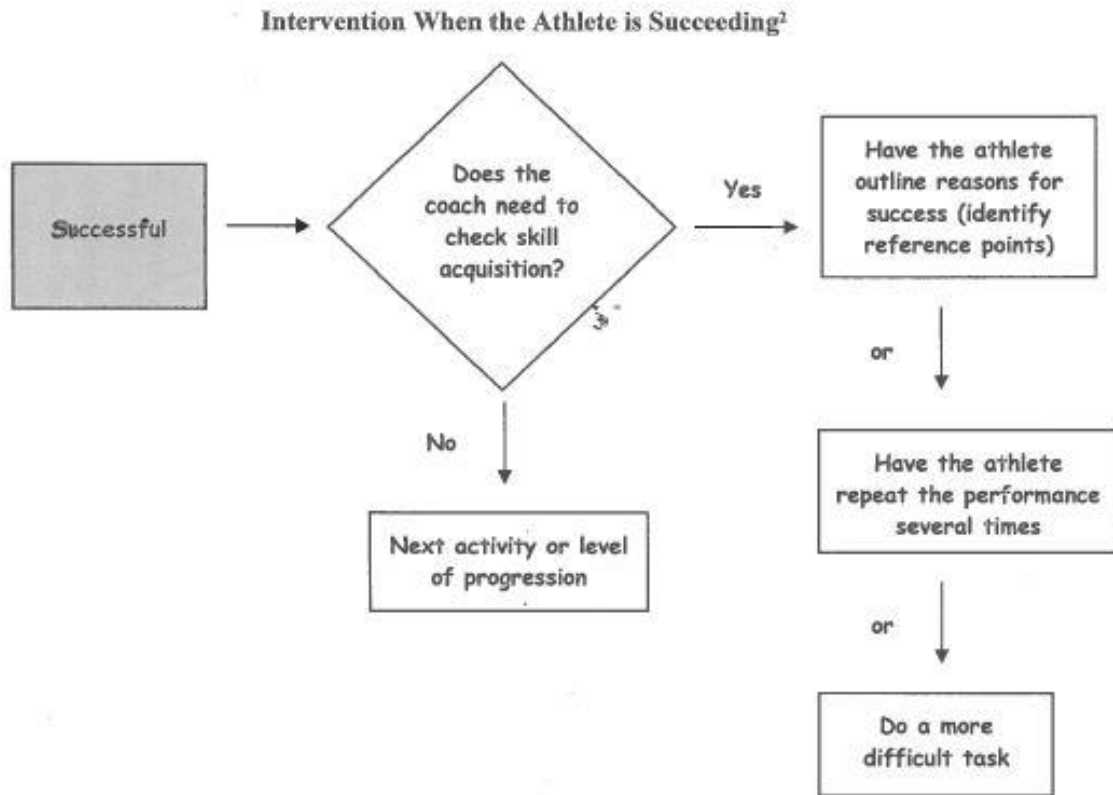 Intervention When the Athlete is Succeeding²
Successful
Does the
coach need to
check skill
acquisition?
Yes
Have the athlete
outline reasons for
success (identify
reference points)
or
No
Have the athlete
repeat the performance
several times
Next activity or level
of progression
or
Do a more
difficult task